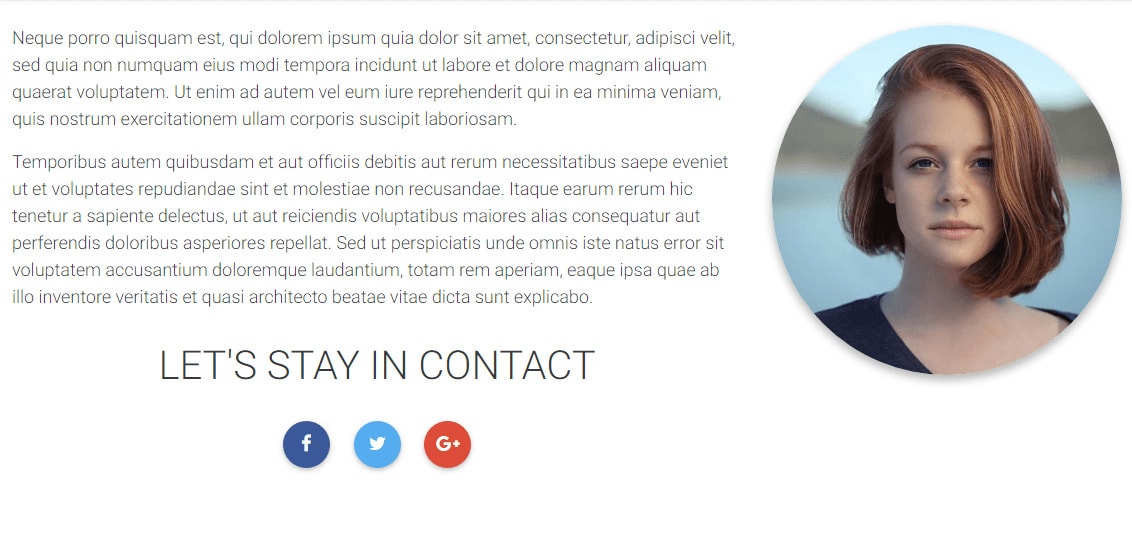 Neque porro quisquam est, qui dolorem ipsum quia dolor sit amet, consectetur, adipisci velit,
sed quia non numquam eius modi tempora incidunt ut labore et dolore magnam aliquam
quaerat voluptatem. Ut enim ad autem vel eum iure reprehenderit qui in ea minima veniam,
quis nostrum exercitationem ullam corporis suscipit laboriosam.
Temporibus autem quibusdam et aut officiis debitis aut rerum necessitatibus saepe eveniet
ut et voluptates repudiandae sint et molestiae non recusandae. Itaque earum rerum hic
tenetur a sapiente delectus, ut aut reiciendis voluptatibus maiores alias consequatur aut
perferendis doloribus asperiores repellat. Sed ut perspiciatis unde omnis iste natus error sit
voluptatem accusantium doloremque laudantium, totam rem aperiam, eaque ipsa quae ab
illo inventore veritatis et quasi architecto beatae vitae dicta sunt explicabo.
LET'S STAY IN CONTACT
f G+